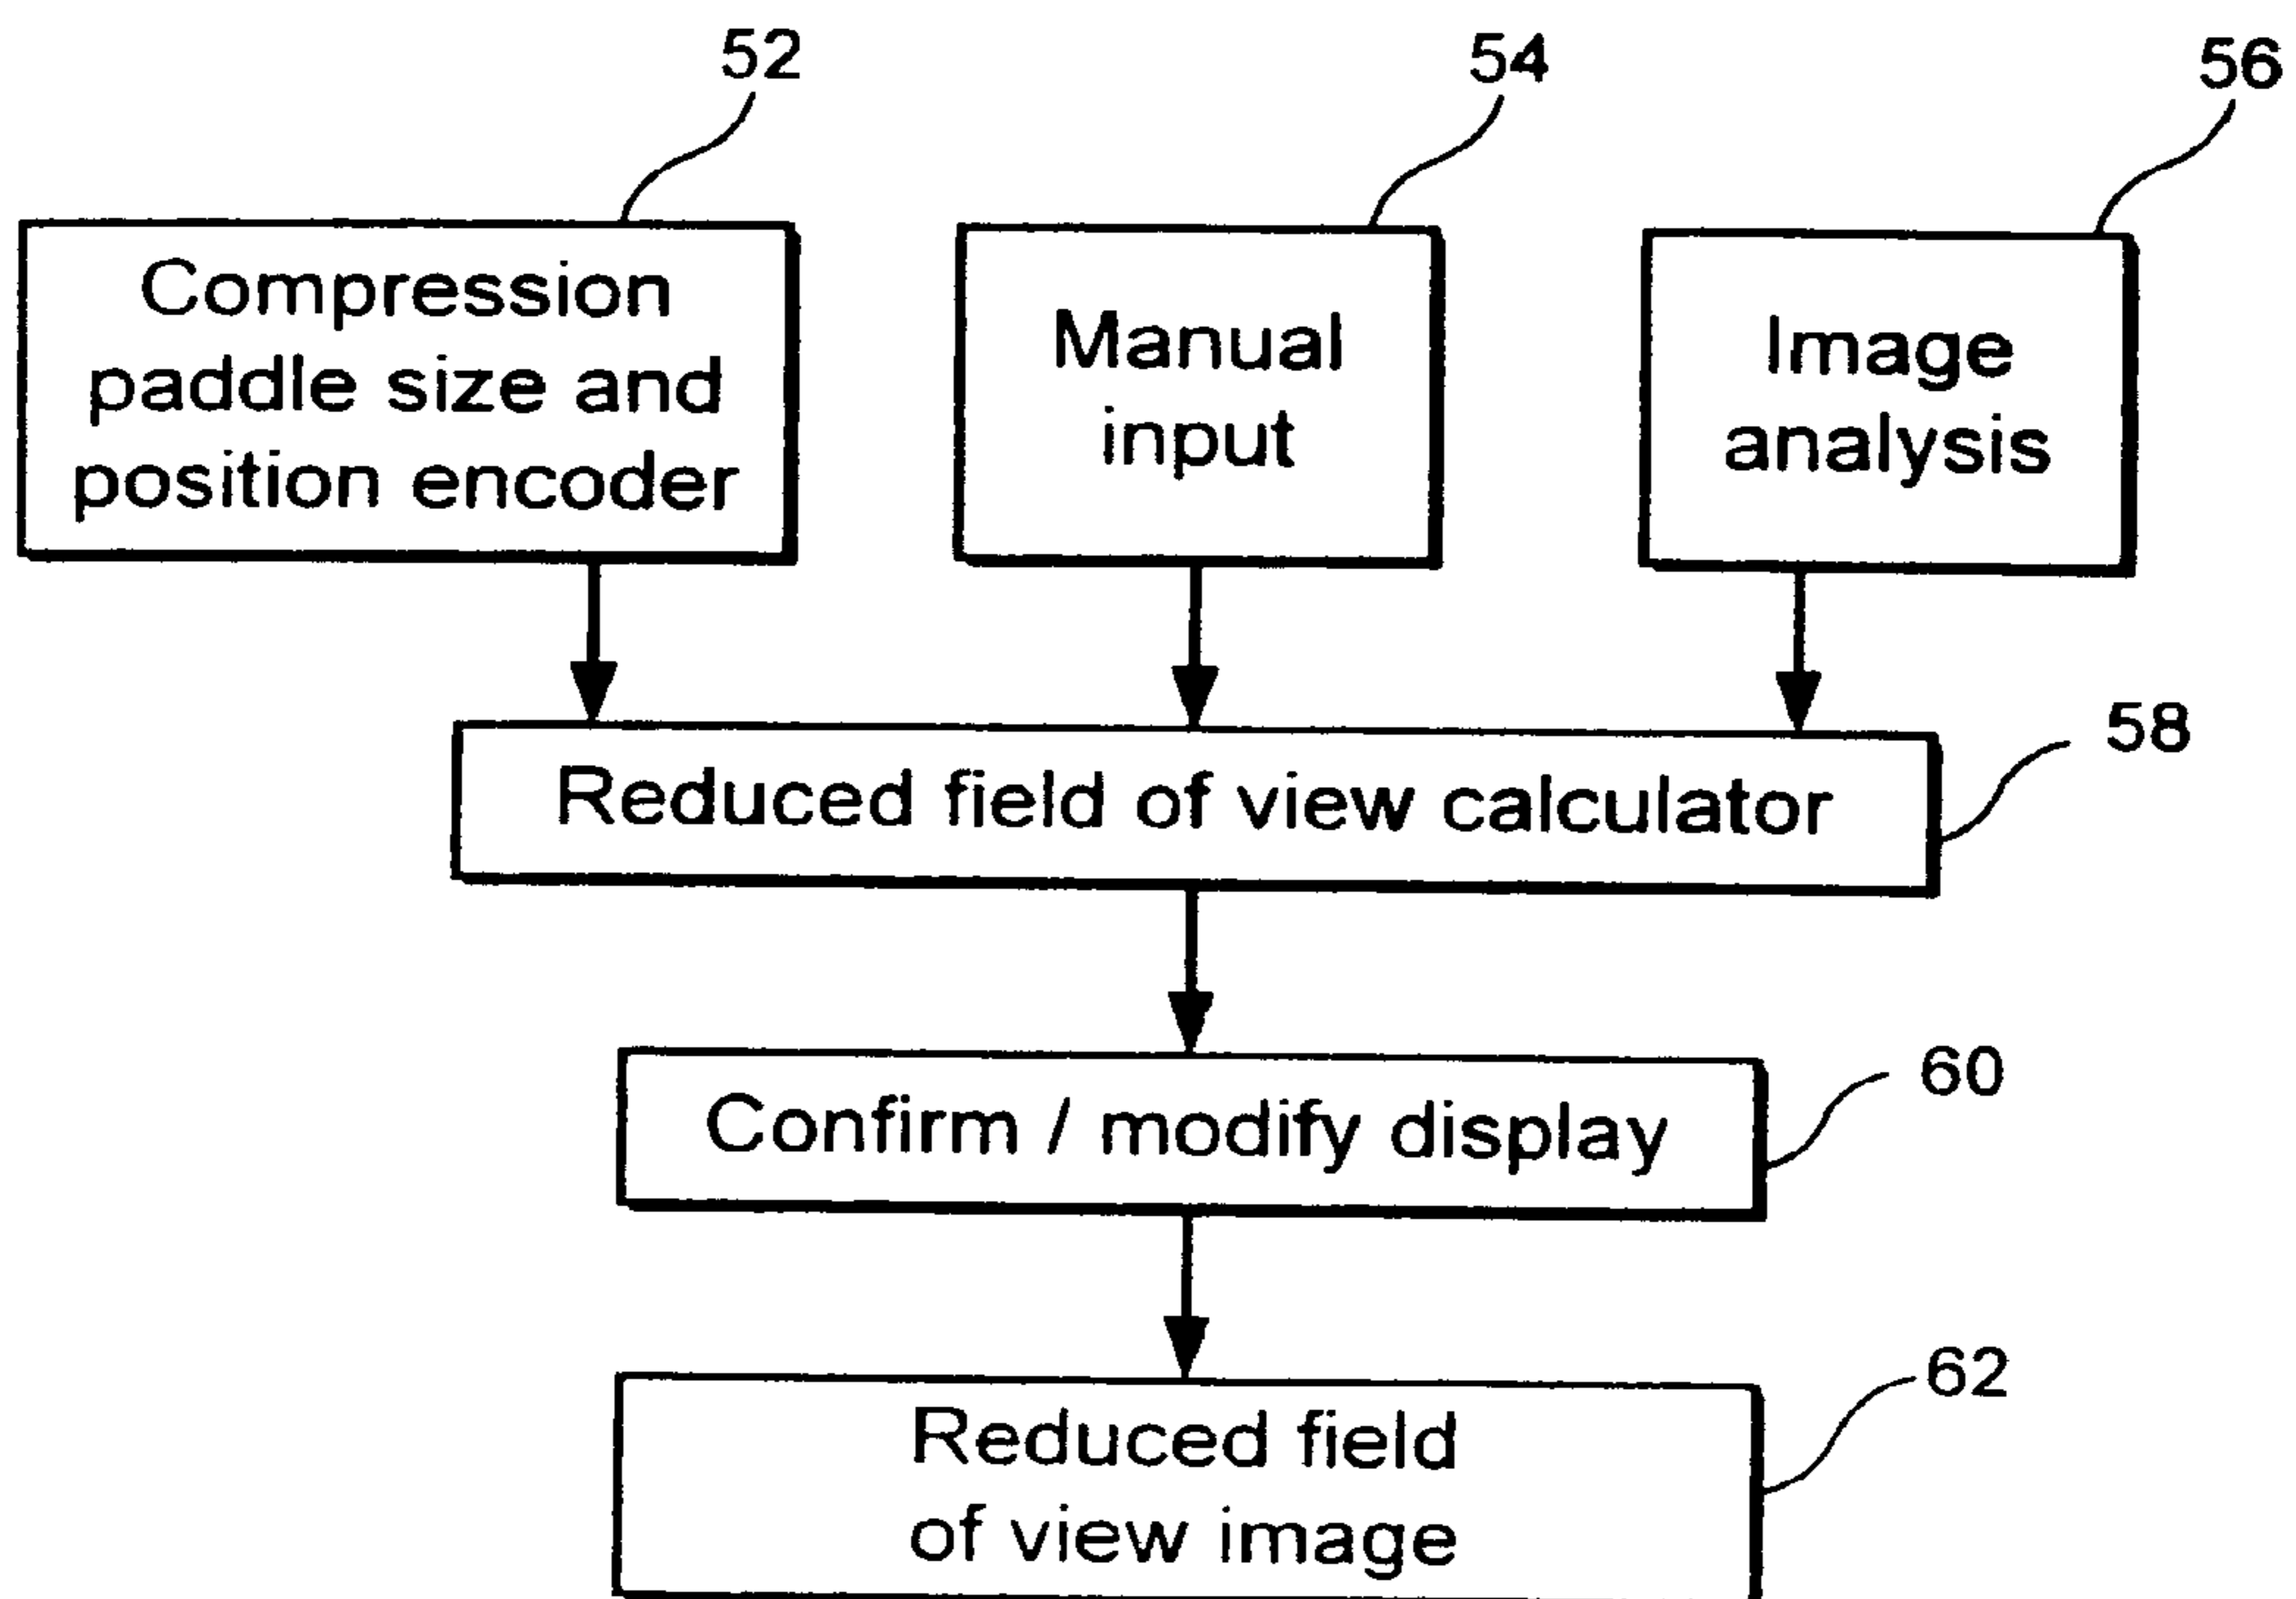 52
54
56
Compression
paddle size and
position encoder
Manual
input
Image
analysis
58
Reduced field of view calculator
60
Confirm / modify display
62
Reduced field
of view image